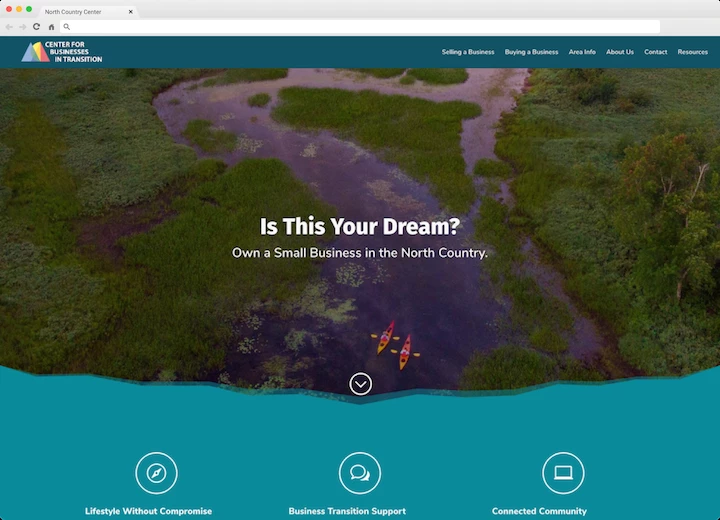 North Country Center
CENTER FOR
BUSINESSES
IN TRANSITION
Selling a Business
Buying a Business
Area Info
About Us
Contact
Resources
Is This Your Dream?
Own a Small Business in the North Country.
Lifestyle Without Compromise
Business Transition Support
Connected Community